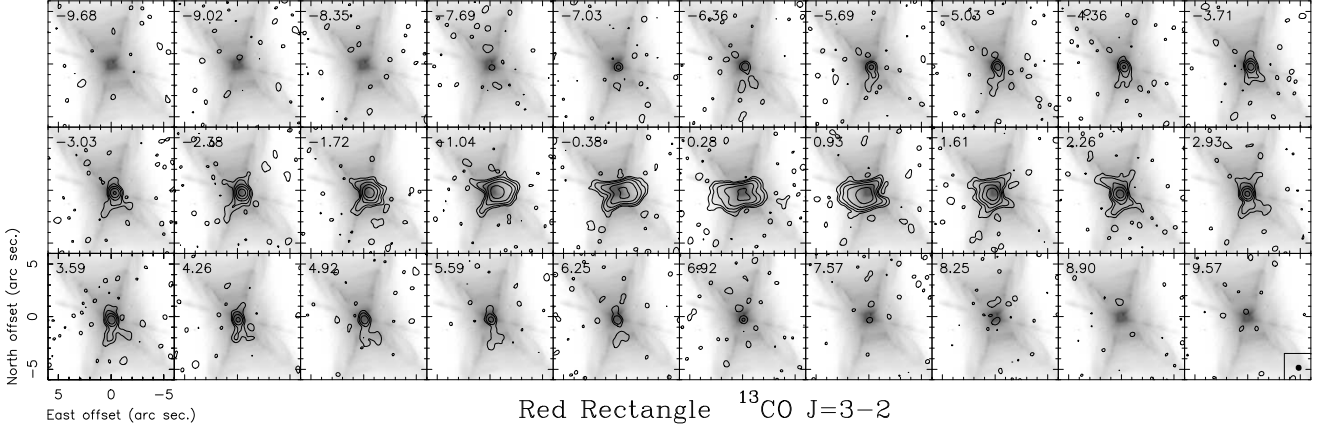 −9.68 −9.02 −8.35 −7.69 −7.03 −6.36 −5.69 −5.03 −4.36 −3.71
−3.03 −2.38 −1.72 −1.04 −0.38 0.28 0.93 1.61 2.26 2.93
3.59 4.26 4.92 5.59 6.25 6.92 7.57 8.25 8.90 9.57
North offset (arc sec.)
5
0
−5
5 0 −5
East offset (arc sec.)
Red Rectangle ¹³CO J=3−2